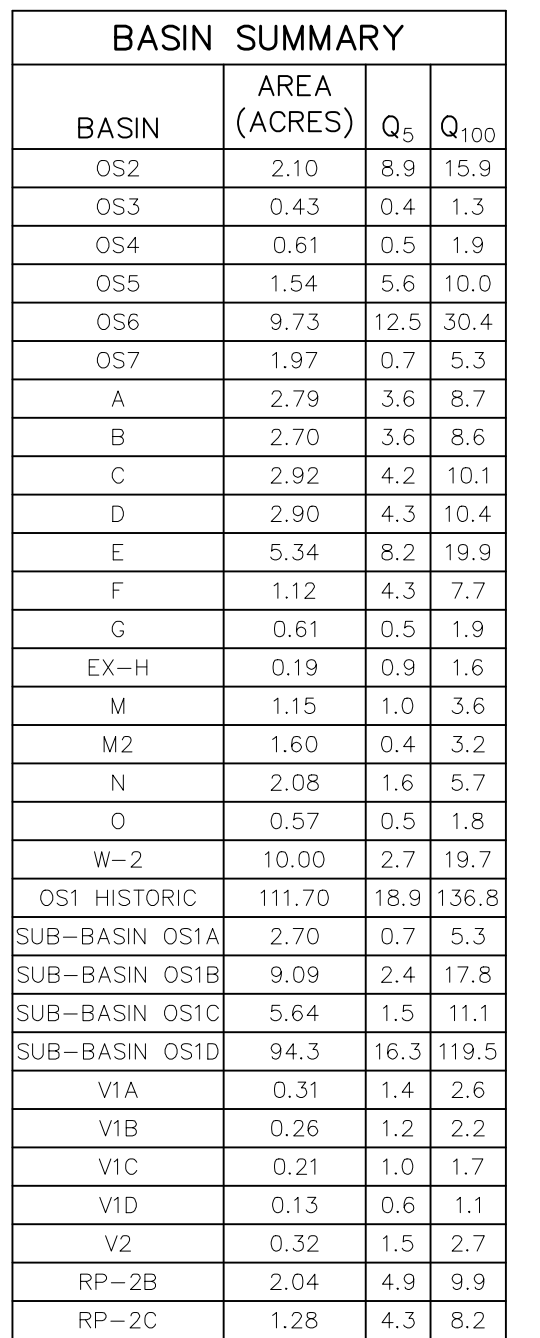 BASIN SUMMARY
BASIN AREA (ACRES) Q5 Q100
OS2 2.10 8.9 15.9
OS3 0.43 0.4 1.3
OS4 0.61 0.5 1.9
OS5 1.54 5.6 10.0
OS6 9.73 12.5 30.4
OS7 1.97 0.7 5.3
A 2.79 3.6 8.7
B 2.70 3.6 8.6
C 2.92 4.2 10.1
D 2.90 4.3 10.4
E 5.34 8.2 19.9
F 1.12 4.3 7.7
G 0.61 0.5 1.9
EX-H 0.19 0.9 1.6
M 1.15 1.0 3.6
M2 1.60 0.4 3.2
N 2.08 1.6 5.7
O 0.57 0.5 1.8
W-2 10.00 2.7 19.7
OS1 HISTORIC 111.70 18.9 136.8
SUB-BASIN OS1A 2.70 0.7 5.3
SUB-BASIN OS1B 9.09 2.4 17.8
SUB-BASIN OS1C 5.64 1.5 11.1
SUB-BASIN OS1D 94.3 16.3 119.5
V1A 0.31 1.4 2.6
V1B 0.26 1.2 2.2
V1C 0.21 1.0 1.7
V1D 0.13 0.6 1.1
V2 0.32 1.5 2.7
RP-2B 2.04 4.9 9.9
RP-2C 1.28 4.3 8.2